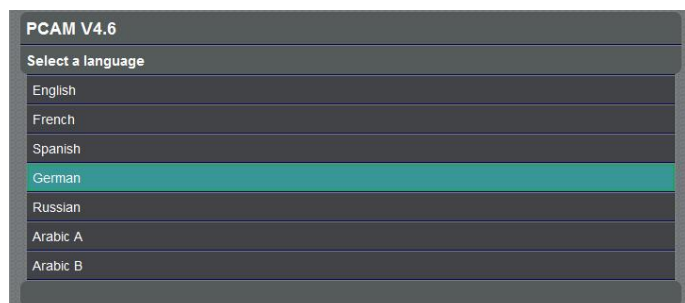 PCAM V4.6
Select a language
English
French
Spanish
German
Russian
Arabic A
Arabic B